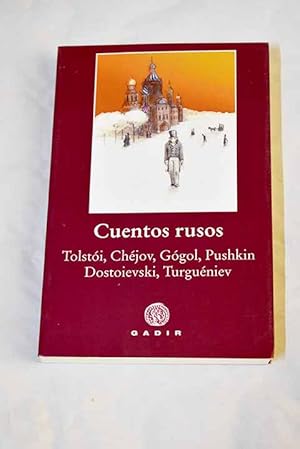 Cuentos rusos
Tolstói, Chéjov, Gógol, Pushkin
Dostoievski, Turguéniev
GADIR